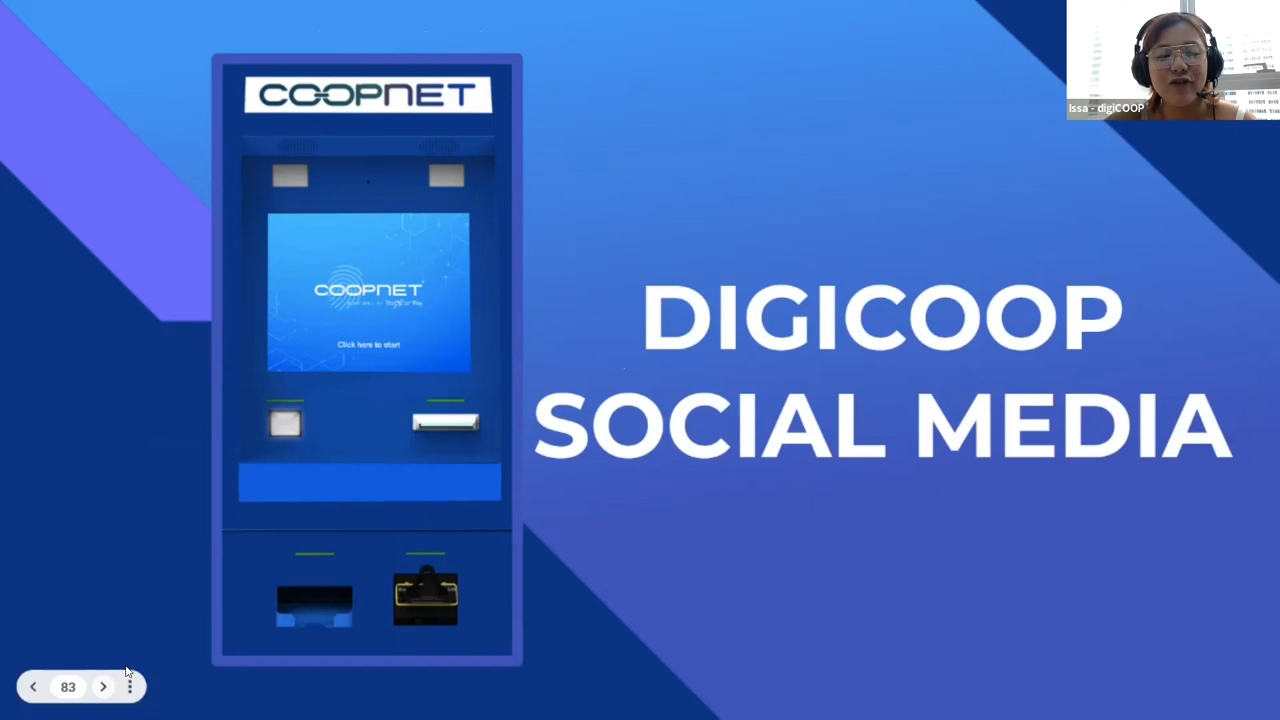 COOPNET
COOPNET
Click here to start
DIGICOOP
SOCIAL MEDIA
Issa - digiCOOP
83